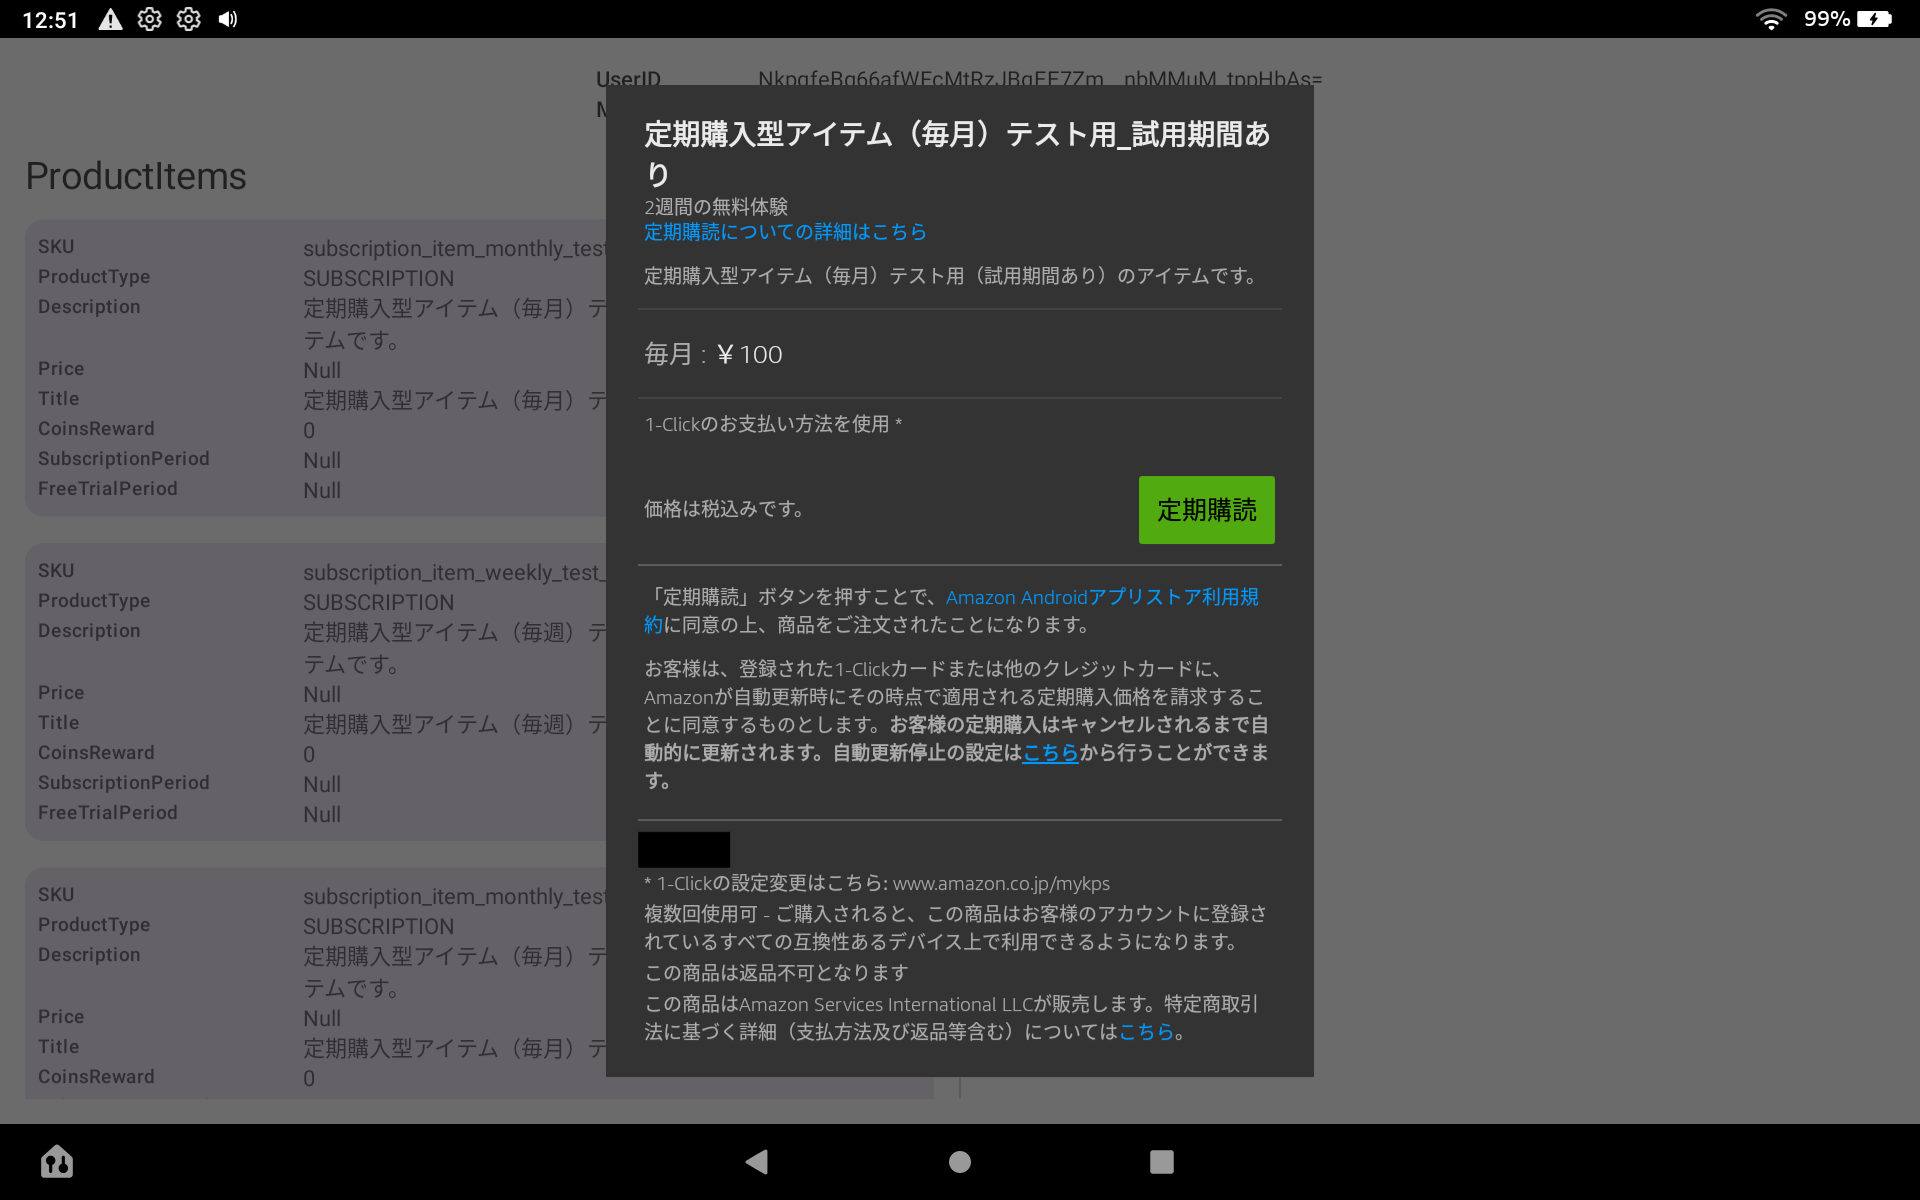 12:51
99%
UserID
ProductItems
SKU subscription_item_monthly_test
ProductType SUBSCRIPTION
Description 定期購入型アイテム（毎月）テ
テムです。
Price Null
Title 定期購入型アイテム（毎月）テ
CoinsReward 0
SubscriptionPeriod Null
FreeTrialPeriod Null
SKU subscription_item_weekly_test_
ProductType SUBSCRIPTION
Description 定期購入型アイテム（毎週）テ
テムです。
Price Null
Title 定期購入型アイテム（毎週）テ
CoinsReward 0
SubscriptionPeriod Null
FreeTrialPeriod Null
SKU subscription_item_monthly_test
ProductType SUBSCRIPTION
Description 定期購入型アイテム（毎月）テ
テムです。
Price Null
Title 定期購入型アイテム（毎月）テ
CoinsReward 0
定期購入型アイテム（毎月）テスト用_試用期間あ
り
2週間の無料体験
定期購読についての詳細はこちら
定期購入型アイテム（毎月）テスト用（試用期間あり）のアイテムです。
毎月 : ￥100
1-Clickのお支払い方法を使用 *
価格は税込みです。
定期購読
「定期購読」ボタンを押すことで、Amazon Androidアプリストア利用規
約に同意の上、商品をご注文されたことになります。
お客様は、登録された1-Clickカードまたは他のクレジットカードに、
Amazonが自動更新時にその時点で適用される定期購入価格を請求するこ
とに同意するものとします。お客様の定期購入はキャンセルされるまで自
動的に更新されます。自動更新停止の設定はこちらから行うことができま
す。
* 1-Clickの設定変更はこちら: www.amazon.co.jp/mykps
複数回使用可 - ご購入されると、この商品はお客様のアカウントに登録さ
れているすべての互換性あるデバイス上で利用できるようになります。
この商品は返品不可となります
この商品はAmazon Services International LLCが販売します。特定商取引
法に基づく詳細（支払方法及び返品等含む）についてはこちら。